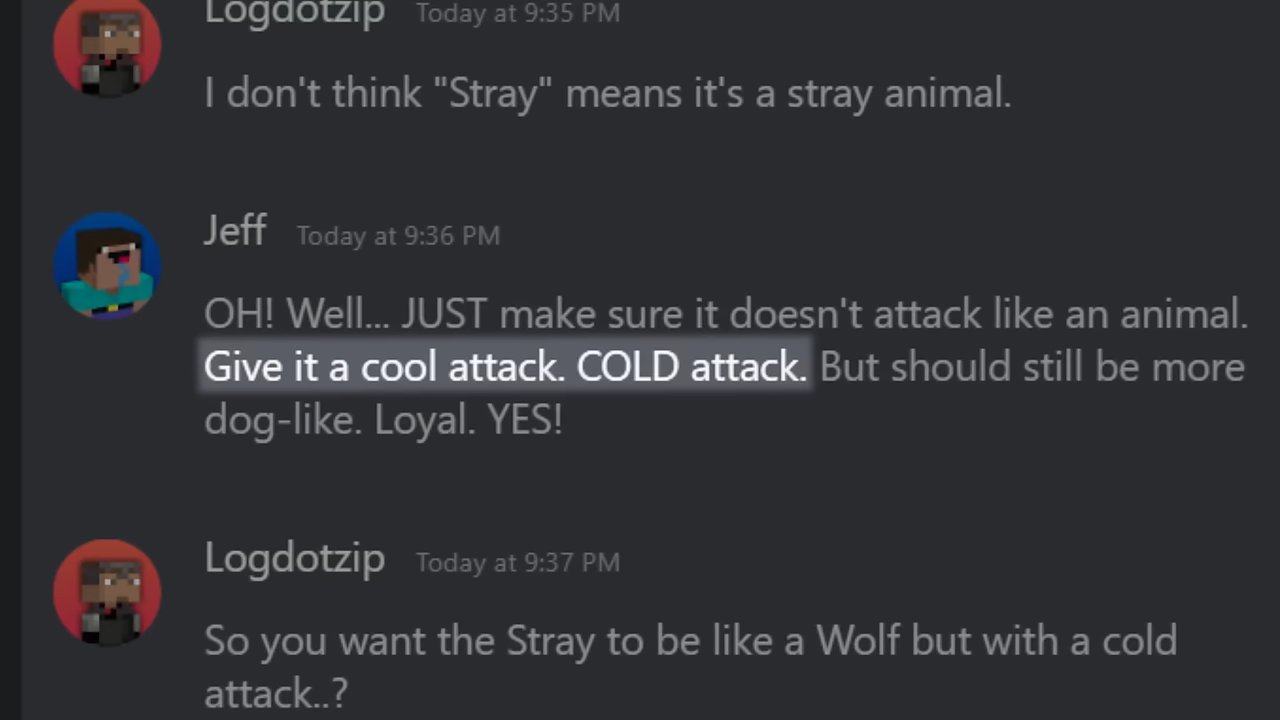 Logdotzip Today at 9:35 PM
I don't think "Stray" means it's a stray animal.
Jeff Today at 9:36 PM
OH! Well... JUST make sure it doesn't attack like an animal.
Give it a cool attack. COLD attack. But should still be more
dog-like. Loyal. YES!
Logdotzip Today at 9:37 PM
So you want the Stray to be like a Wolf but with a cold
attack..?